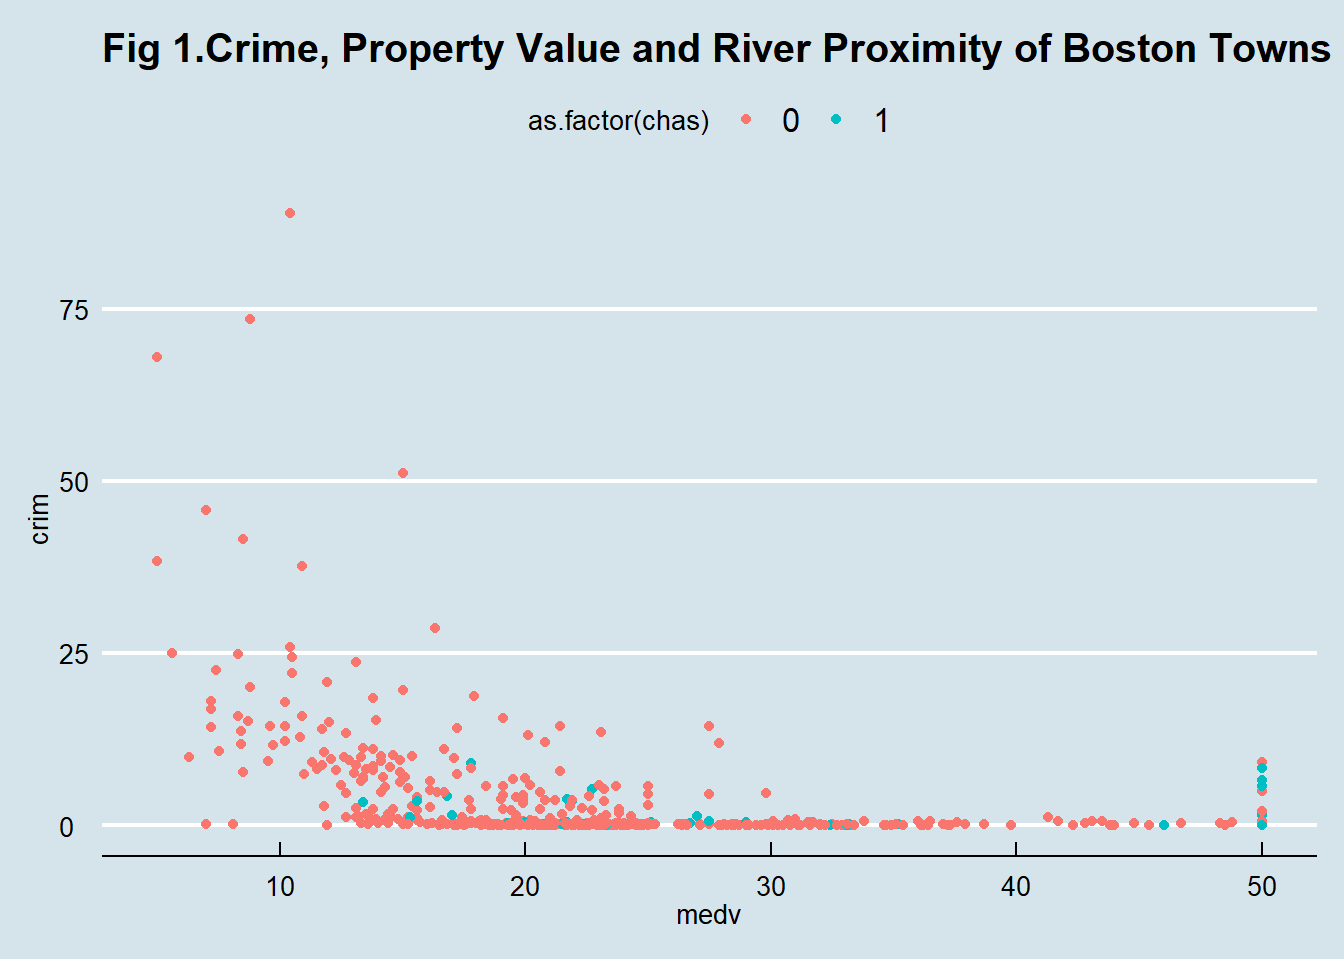 Fig 1.Crime, Property Value and River Proximity of Boston Towns
as.factor(chas) 0 1
75
50
25
0
crim
10 20 30 40 50
medv